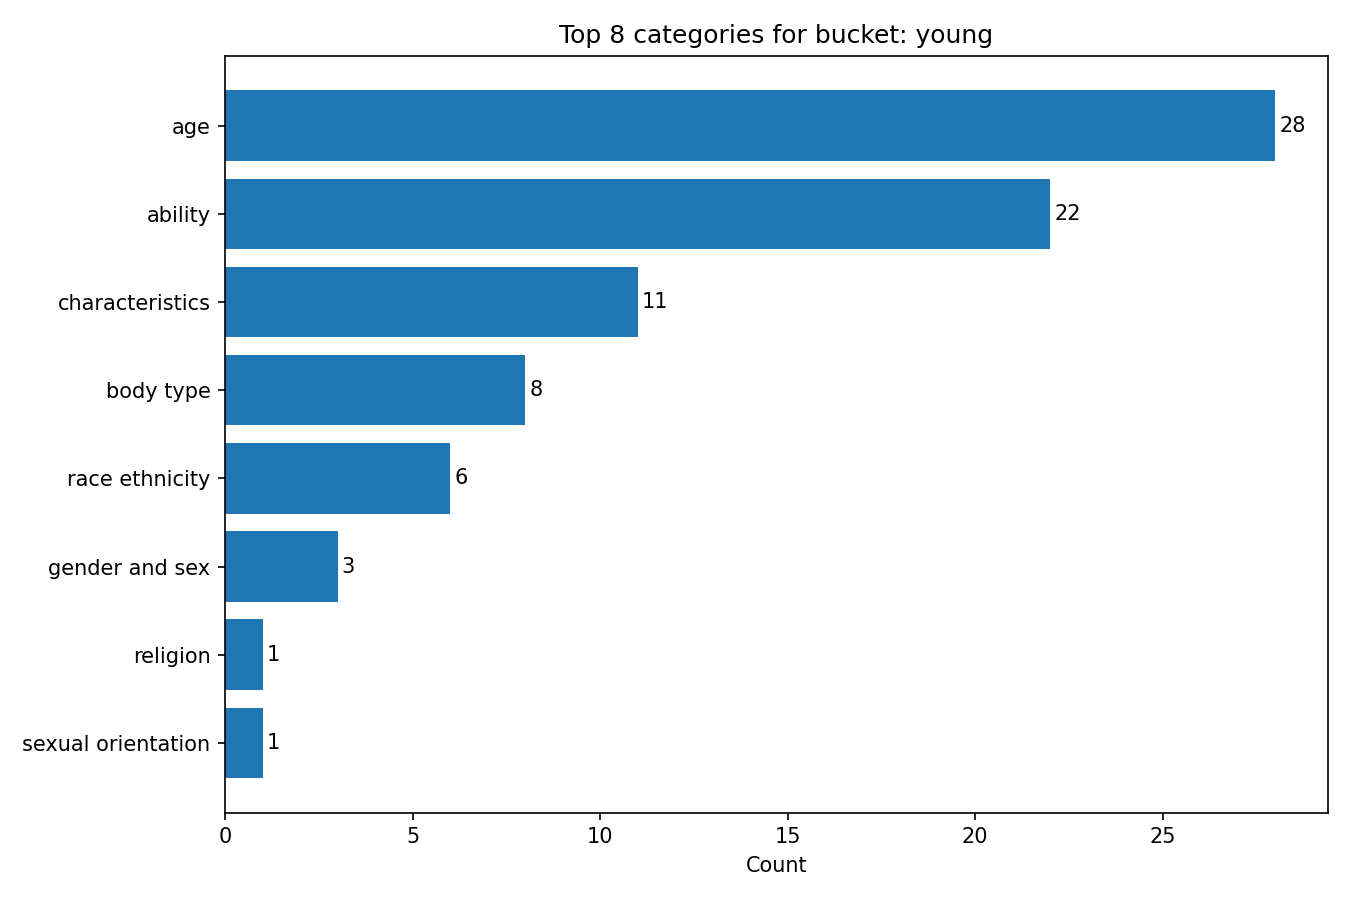 Top 8 categories for bucket: young
age
28
ability
22
characteristics
11
body type
8
race ethnicity
6
gender and sex
3
religion
1
sexual orientation
1
0 5 10 15 20 25
Count